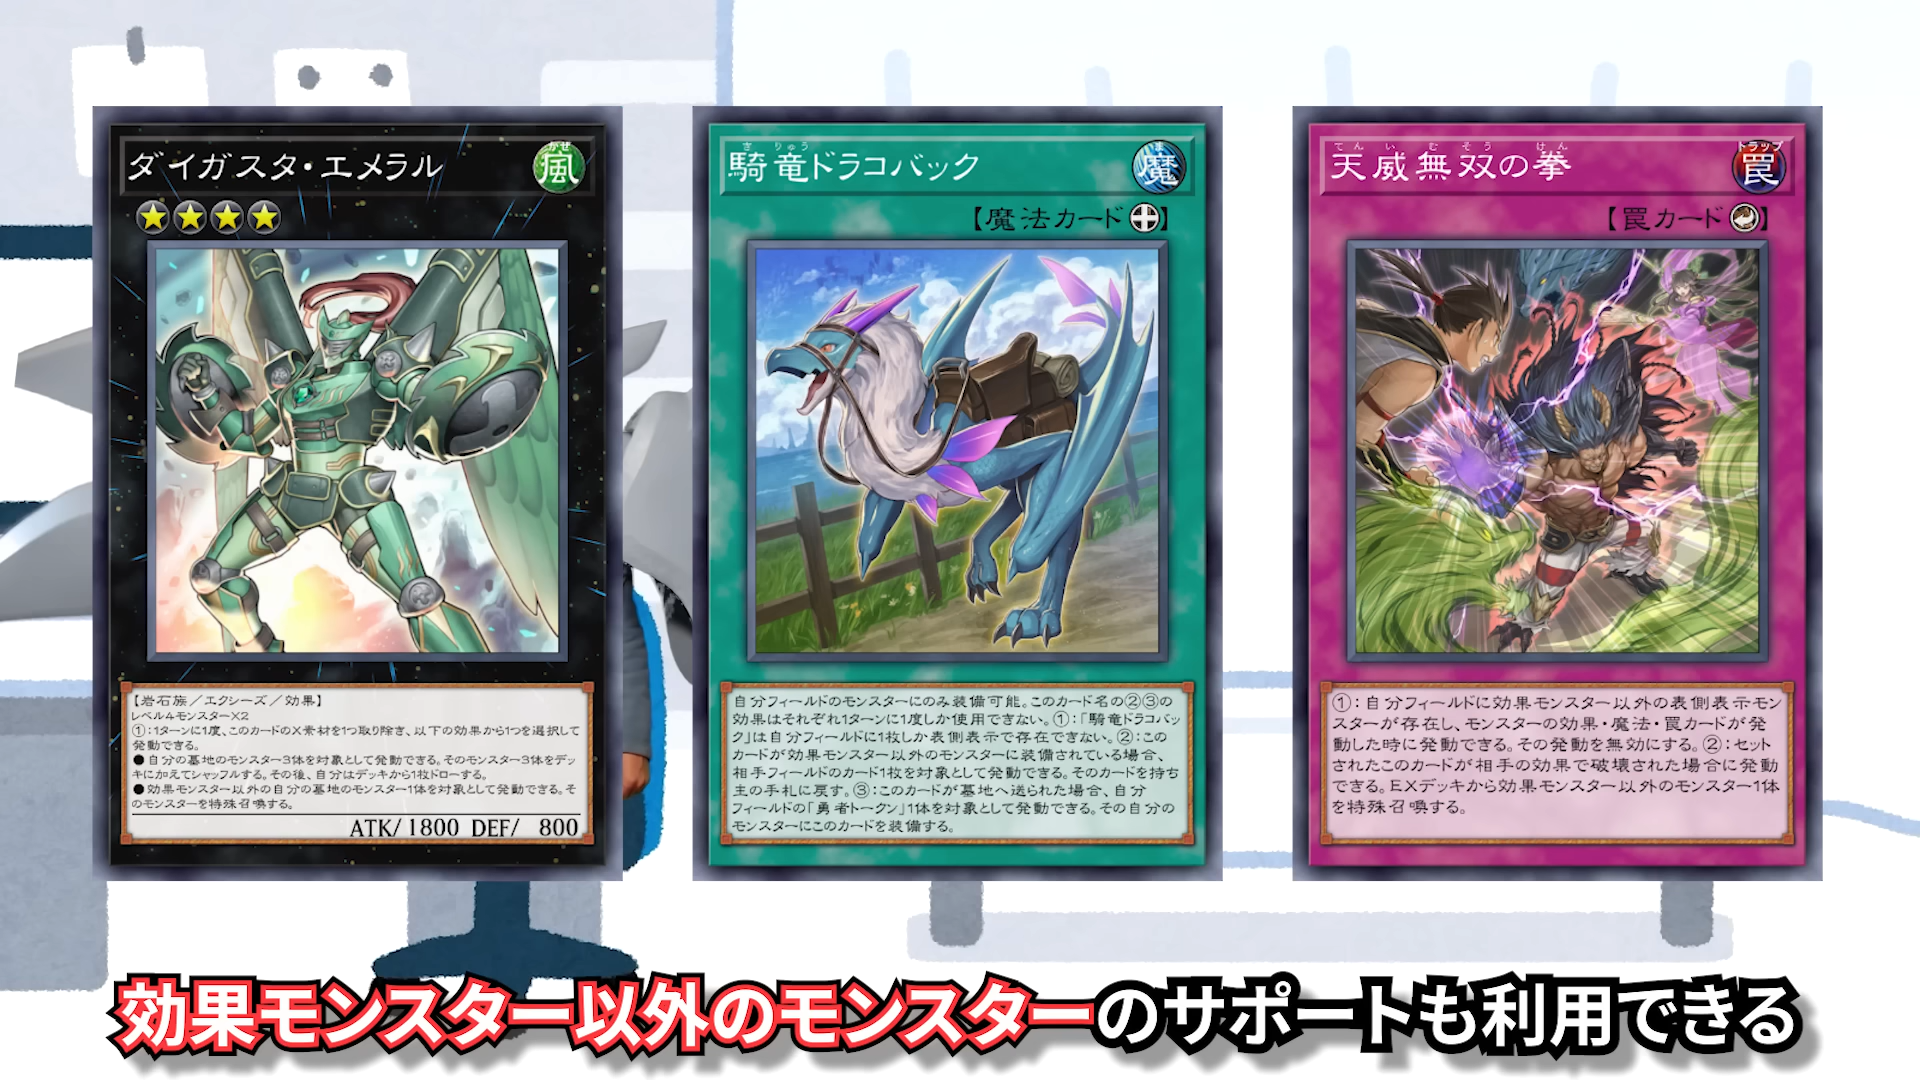 ダイガスタ・エメラル
かぜ
風
【岩石族／エクシーズ／効果】
レベル4モンスター×2
①：1ターンに1度、このカードのX素材を1つ取り除き、以下の効果から1つを選択して
発動できる。
●自分の墓地のモンスター3体を対象として発動できる。そのモンスター3体をデッ
キに加えてシャッフルする。その後、自分はデッキから1枚ドローする。
●効果モンスター以外の自分の墓地のモンスター1体を対象として発動できる。そ
のモンスターを特殊召喚する。
ATK/1800 DEF/ 800
き りゅう
騎竜ドラコバック
ま
魔
【魔法カード】
自分フィールドのモンスターにのみ装備可能。このカード名の②③の
効果はそれぞれ1ターンに1度しか使用できない。①：「騎竜ドラコバッ
ク」は自分フィールドに1枚しか表側表示で存在できない。②：この
カードが効果モンスター以外のモンスターに装備されている場合、
相手フィールドのカード1枚を対象として発動できる。そのカードを持ち
主の手札に戻す。③：このカードが墓地へ送られた場合、自分
フィールドの「勇者トークン」1体を対象として発動できる。その自分の
モンスターにこのカードを装備する。
てん い む そう けん
天威無双の拳
トラップ
罠
【罠カード】
①：自分フィールドに効果モンスター以外の表側表示モン
スターが存在し、モンスターの効果・魔法・罠カードが発
動した時に発動できる。その発動を無効にする。②：セット
されたこのカードが相手の効果で破壊された場合に発動
できる。EXデッキから効果モンスター以外のモンスター1体
を特殊召喚する。
効果モンスター以外のモンスターのサポートも利用できる